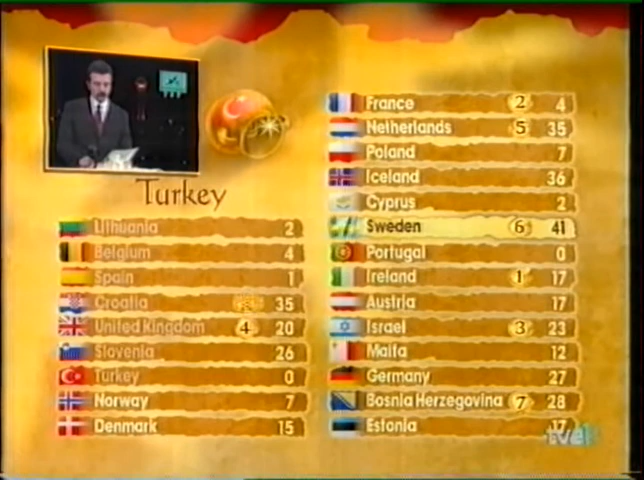 Turkey
Lithuania 2
Belgium 4
Spain 1
Croatia 35
United Kingdom 4 20
Slovenia 26
Turkey 0
Norway 7
Denmark 15
France 2 4
Netherlands 5 35
Poland 7
Iceland 36
Cyprus 2
Sweden 6 41
Portugal 0
Ireland 1 17
Austria 17
Israel 3 23
Malta 12
Germany 27
Bosnia Herzegovina 7 28
Estonia 17
tve